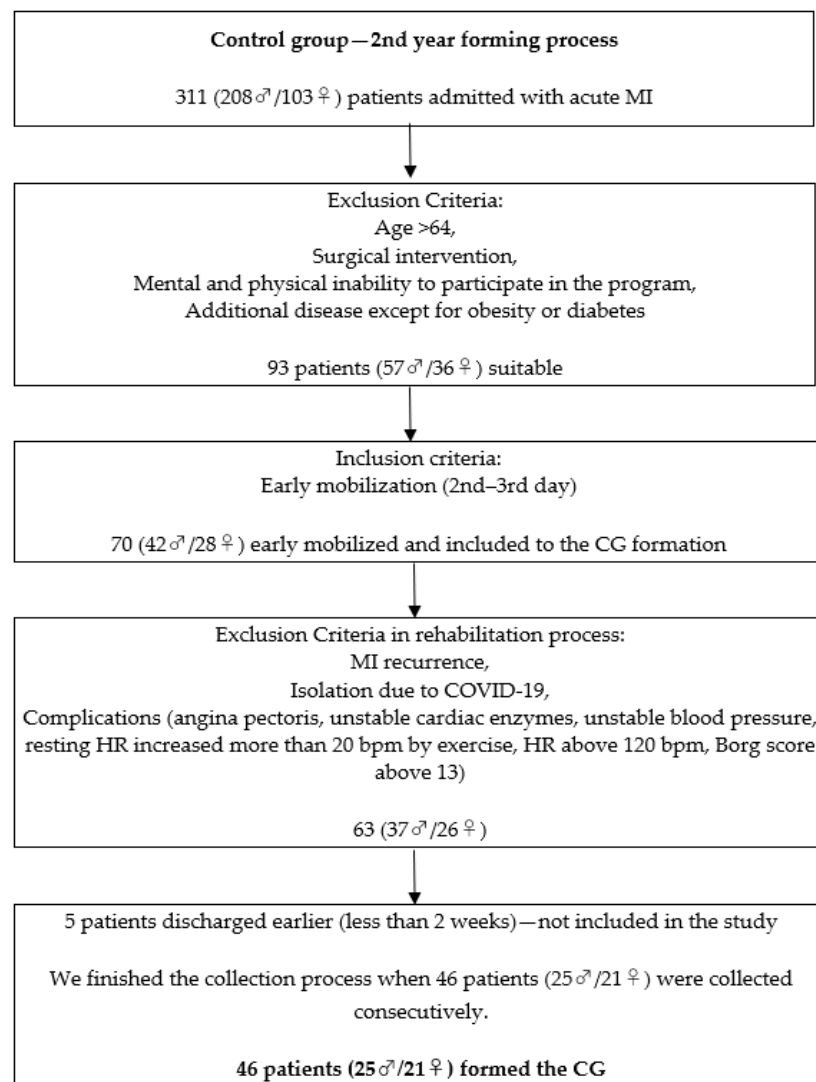 Control group—2nd year forming process
311 (208♂/103♀) patients admitted with acute MI
Exclusion Criteria:
Age >64,
Surgical intervention,
Mental and physical inability to participate in the program,
Additional disease except for obesity or diabetes
93 patients (57♂/36♀) suitable
Inclusion criteria:
Early mobilization (2nd–3rd day)
70 (42♂/28♀) early mobilized and included to the CG formation
Exclusion Criteria in rehabilitation process:
MI recurrence,
Isolation due to COVID-19,
Complications (angina pectoris, unstable cardiac enzymes, unstable blood pressure,
resting HR increased more than 20 bpm by exercise, HR above 120 bpm, Borg score
above 13)
63 (37♂/26♀)
5 patients discharged earlier (less than 2 weeks)—not included in the study
We finished the collection process when 46 patients (25♂/21♀) were collected
consecutively.
46 patients (25♂/21♀) formed the CG